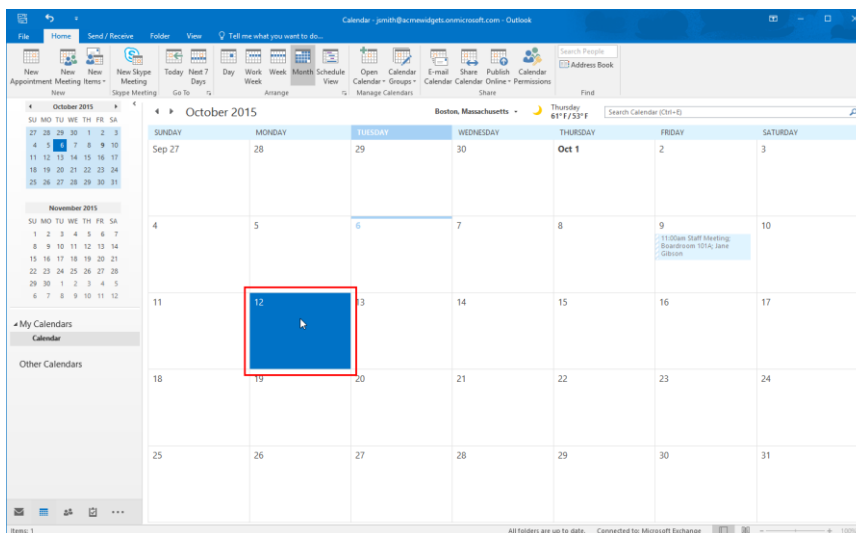 Calendar - jsmith@acmewidgets.onmicrosoft.com - Outlook
File Home Send / Receive Folder View Tell me what you want to do...
New Appointment
New Meeting
New Items
New Skype Meeting
Today
Next 7 Days
Day
Work Week
Week
Month
Schedule View
Open Calendar
Calendar Groups
E-mail Calendar
Share Calendar
Publish Online
Calendar Permissions
Search People
Address Book
New Skype Meeting Go To Arrange Manage Calendars Share Find
October 2015
SU MO TU WE TH FR SA
27 28 29 30 1 2 3
4 5 6 7 8 9 10
11 12 13 14 15 16 17
18 19 20 21 22 23 24
25 26 27 28 29 30 31
November 2015
SU MO TU WE TH FR SA
1 2 3 4 5 6 7
8 9 10 11 12 13 14
15 16 17 18 19 20 21
22 23 24 25 26 27 28
29 30 1 2 3 4 5
6 7 8 9 10 11 12
My Calendars
Calendar
Other Calendars
October 2015
Boston, Massachusetts
Thursday
61° F / 53° F
Search Calendar (Ctrl+E)
SUNDAY MONDAY TUESDAY WEDNESDAY THURSDAY FRIDAY SATURDAY
Sep 27 28 29 30 Oct 1 2 3
4 5 6 7 8 9 10
11:00am Staff Meeting;
Boardroom 101A; Jane
Gibson
11 12 13 14 15 16 17
18 19 20 21 22 23 24
25 26 27 28 29 30 31
Items: 1
All folders are up to date. Connected to: Microsoft Exchange
100%